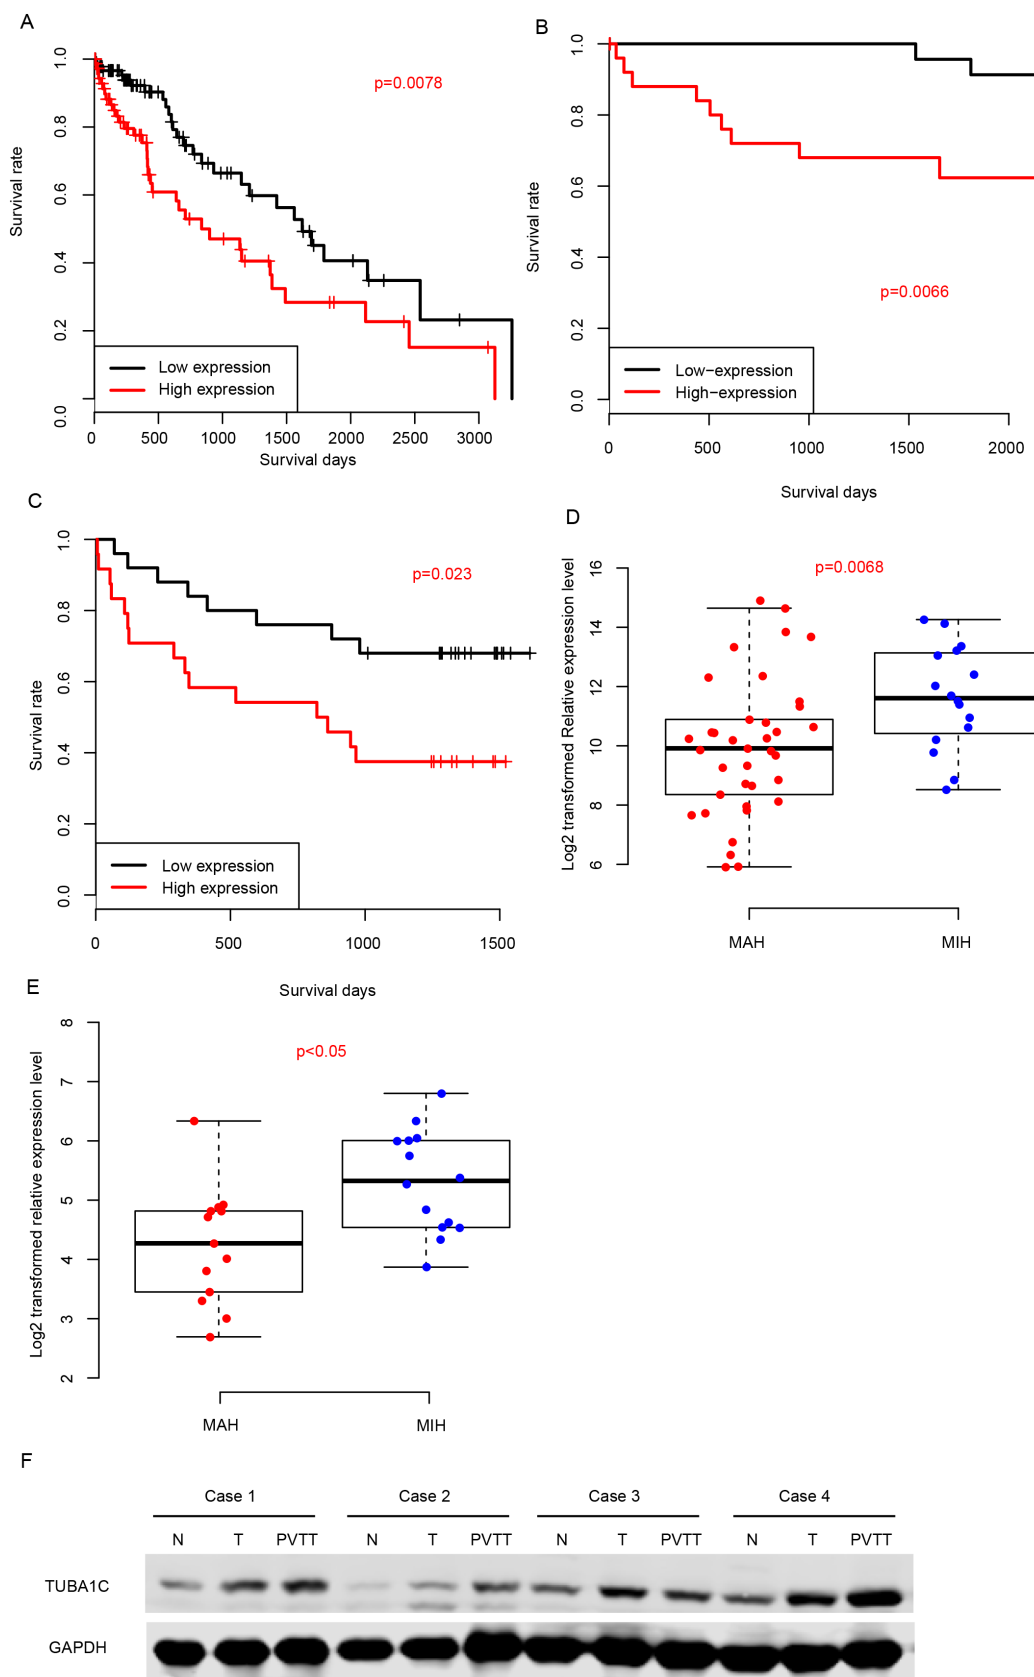 A
Survival rate
1.0
0.8
0.6
0.4
0.2
0.0
p=0.0078
Low expression
High expression
0 500 1000 1500 2000 2500 3000
Survival days
B
Survival rate
1.0
0.8
0.6
0.4
0.2
0.0
p=0.0066
Low−expression
High−expression
0 500 1000 1500 2000
Survival days
C
Survival rate
1.0
0.8
0.6
0.4
0.2
0.0
p=0.023
Low expression
High expression
0 500 1000 1500
Survival days
D
Log2 transformed Relative expression level
16
14
12
10
8
6
p=0.0068
MAH MIH
E
Log2 transformed relative expression level
8
7
6
5
4
3
2
p<0.05
MAH MIH
F
Case 1 Case 2 Case 3 Case 4
N T PVTT N T PVTT N T PVTT N T PVTT
TUBA1C
GAPDH